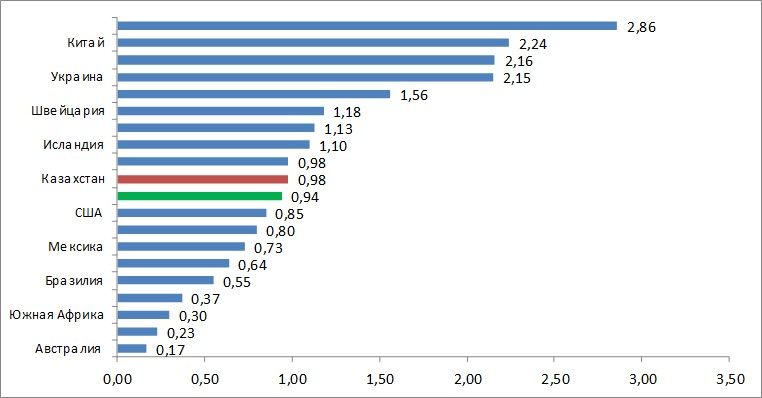 2,86
Китай 2,24
2,16
Украина 2,15
1,56
Швейцария 1,18
1,13
Исландия 1,10
0,98
Казахстан 0,98
0,94
США 0,85
0,80
Мексика 0,73
0,64
Бразилия 0,55
0,37
Южная Африка 0,30
0,23
Австралия 0,17
0,00 0,50 1,00 1,50 2,00 2,50 3,00 3,50